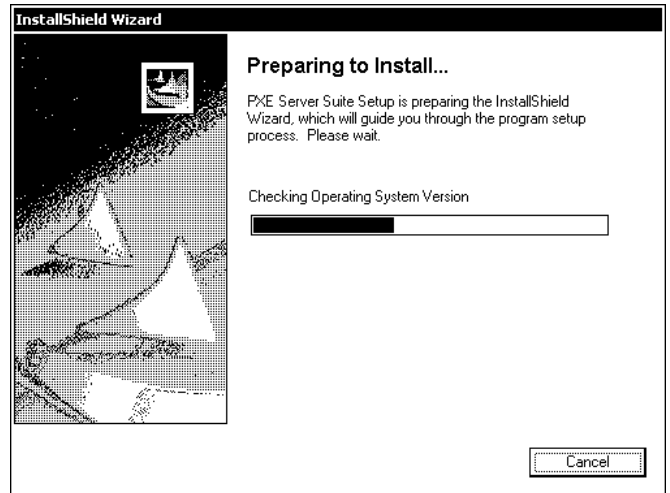 InstallShield Wizard
Preparing to Install...
PXE Server Suite Setup is preparing the InstallShield
Wizard, which will guide you through the program setup
process.  Please wait.
Checking Operating System Version
Cancel